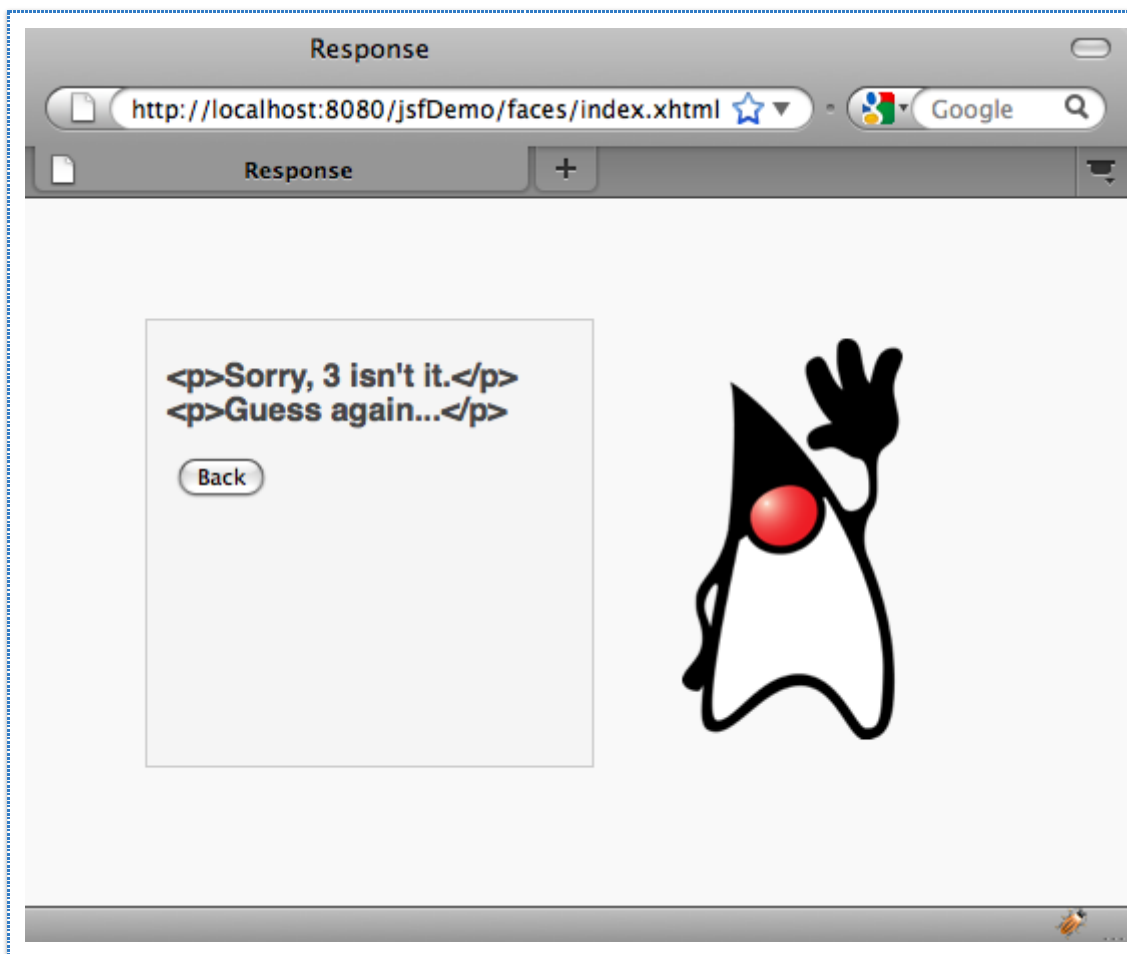 Response
http://localhost:8080/jsfDemo/faces/index.xhtml
Google
Response
+
<p>Sorry, 3 isn't it.</p>
<p>Guess again...</p>
Back